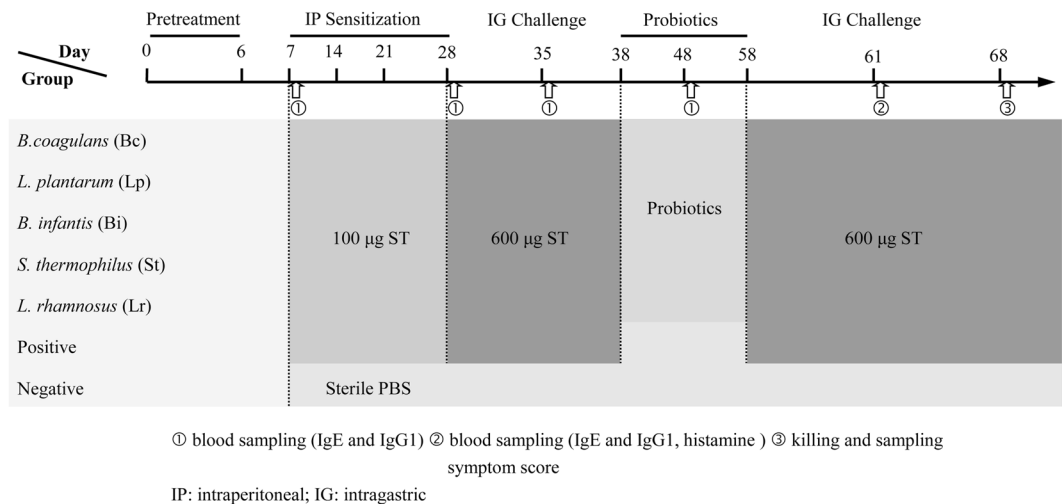 Pretreatment IP Sensitization IG Challenge Probiotics IG Challenge
Day 0 6 7 14 21 28 35 38 48 58 61 68
Group
① ① ① ① ② ③
B.coagulans (Bc)
L. plantarum (Lp)
Probiotics
B. infantis (Bi)
100 μg ST 600 μg ST 600 μg ST
S. thermophilus (St)
L. rhamnosus (Lr)
Positive
Negative Sterile PBS
① blood sampling (IgE and IgG1) ② blood sampling (IgE and IgG1, histamine ) ③ killing and sampling
symptom score
IP: intraperitoneal; IG: intragastric